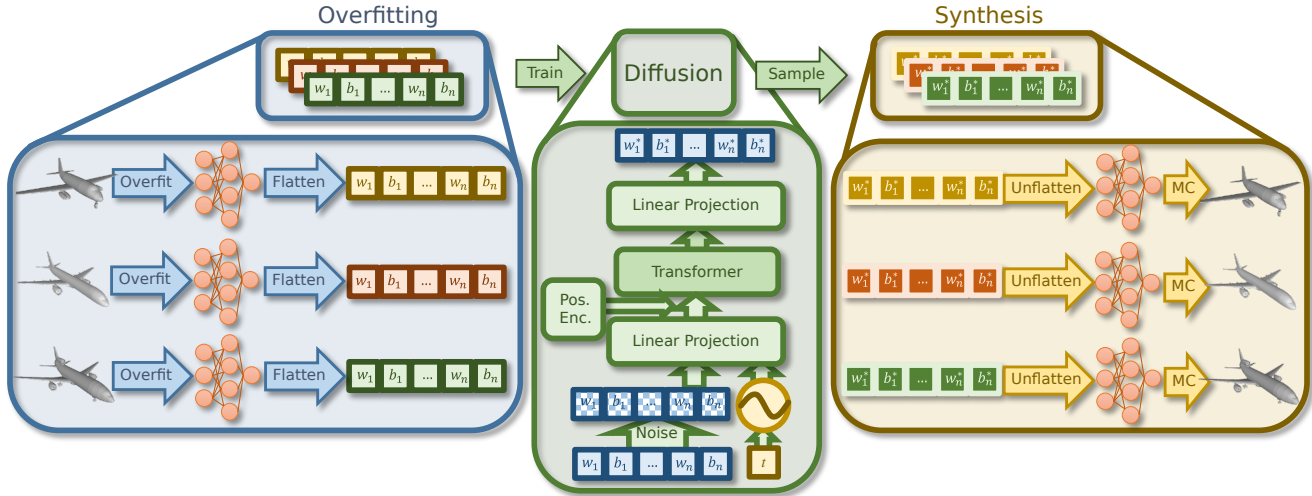 Overfitting
Synthesis
w₁ b₁ ... wₙ bₙ
Train
Diffusion
Sample
w₁* b₁* ... wₙ* bₙ*
Overfit
Flatten
w₁ b₁ ... wₙ bₙ
Overfit
Flatten
w₁ b₁ ... wₙ bₙ
Overfit
Flatten
w₁ b₁ ... wₙ bₙ
w₁* b₁* ... wₙ* bₙ*
Linear Projection
Transformer
Pos.
Enc.
Linear Projection
w₁ b₁ ... wₙ bₙ
Noise
w₁ b₁ ... wₙ bₙ
t
w₁* b₁* ... wₙ* bₙ*
Unflatten
MC
w₁* b₁* ... wₙ* bₙ*
Unflatten
MC
w₁* b₁* ... wₙ* bₙ*
Unflatten
MC